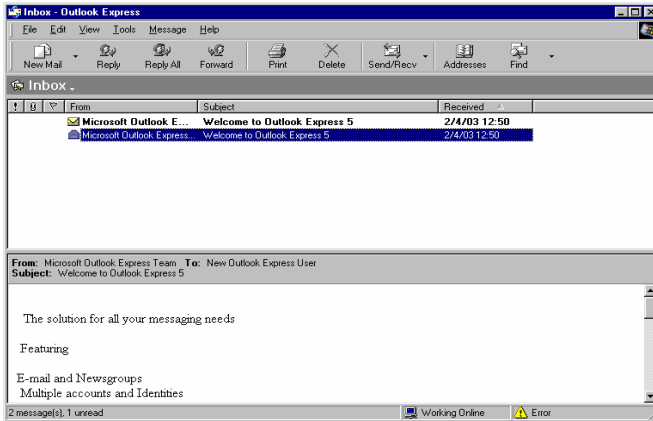 Inbox - Outlook Express
File Edit View Tools Message Help
New Mail Reply Reply All Forward Print Delete Send/Recv Addresses Find
Inbox
! From Subject Received
Microsoft Outlook E... Welcome to Outlook Express 5 2/4/03 12:50
Microsoft Outlook Express... Welcome to Outlook Express 5 2/4/03 12:50
From: Microsoft Outlook Express Team To: New Outlook Express User
Subject: Welcome to Outlook Express 5
The solution for all your messaging needs
Featuring
E-mail and Newsgroups
Multiple accounts and Identities
2 message(s), 1 unread Working Online Error